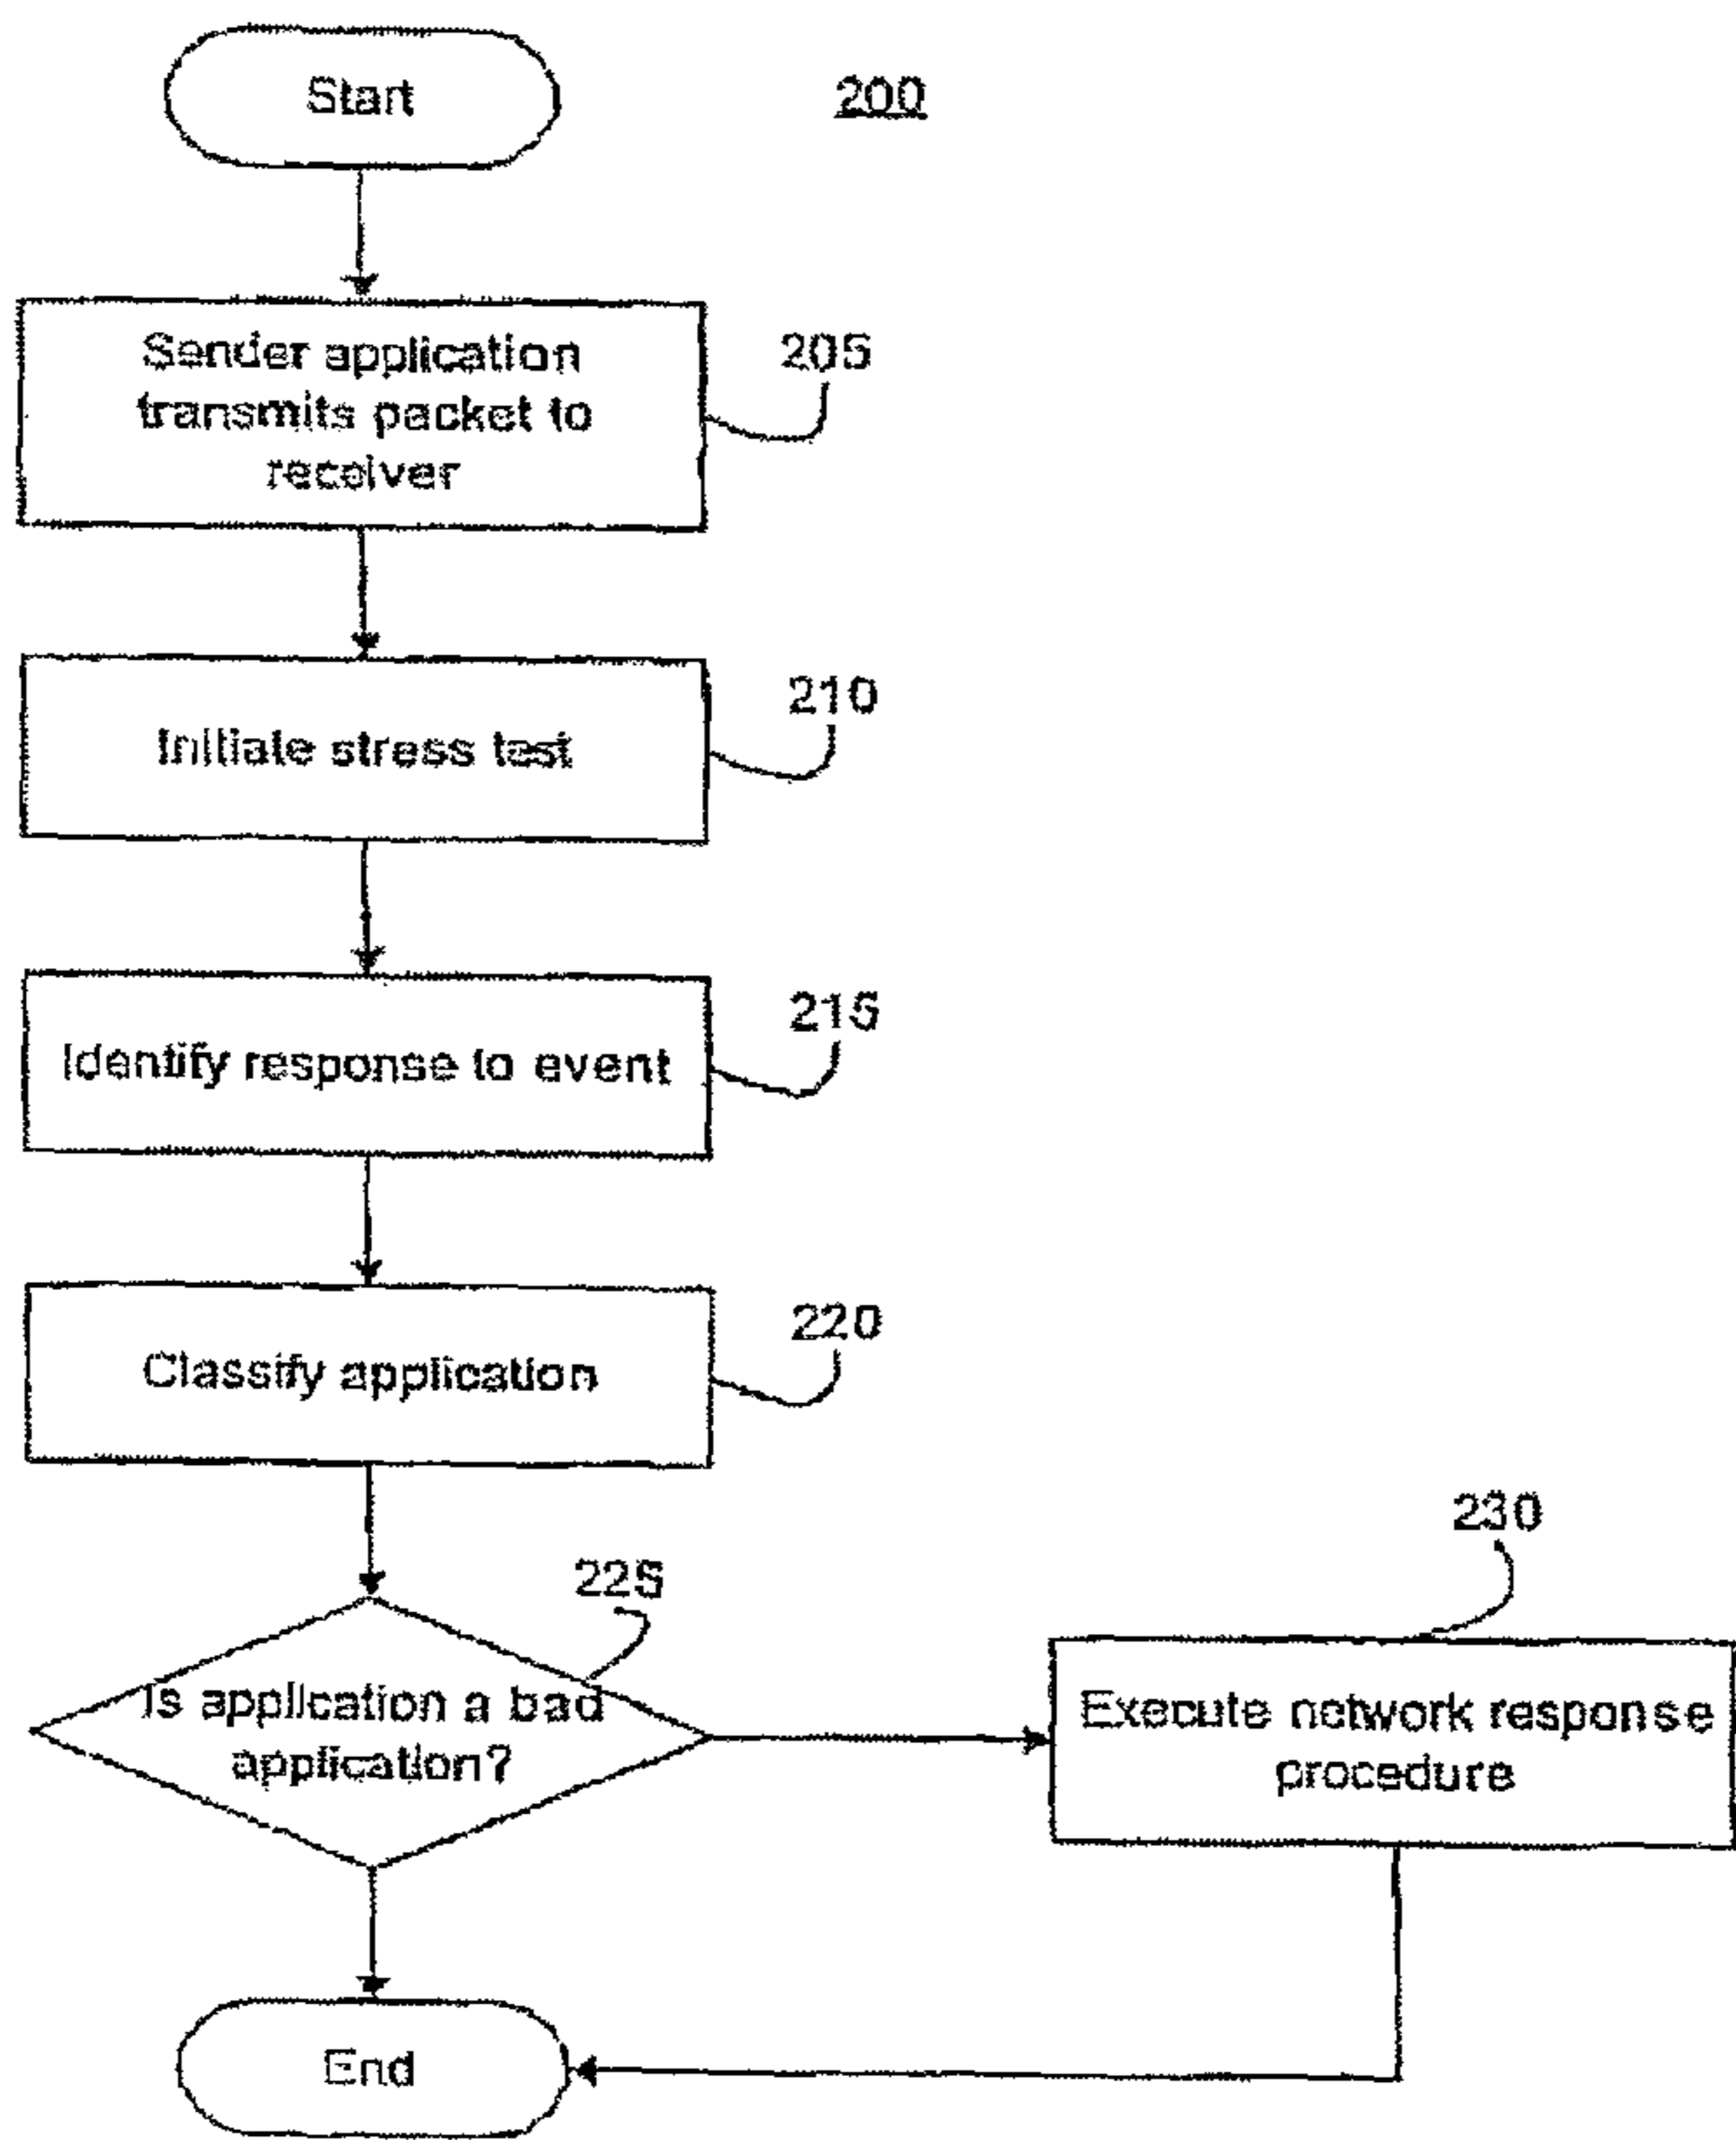 Start
200
Sender application
transmits packet to
receiver
205
Initiate stress test
210
Identify response to event
215
Classify application
220
225
Is application a bad
application?
230
Execute network response
procedure
End